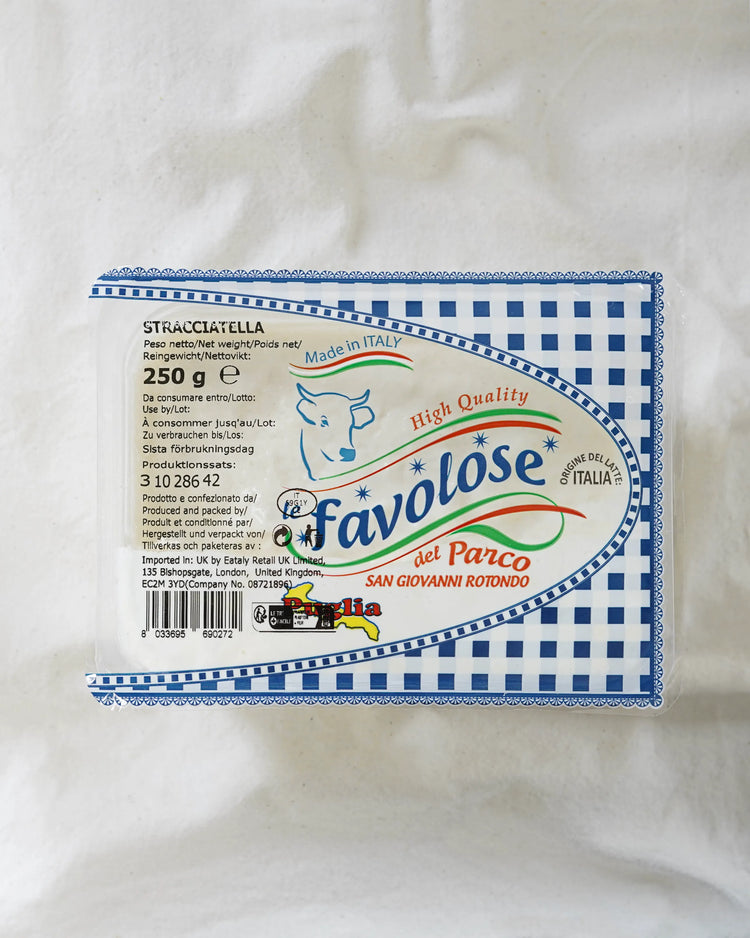 STRACCIATELLA
Peso netto/Net weight/Poids net/
Reingewicht/Nettovikt:
250 g ℮
Da consumare entro/Lotto:
Use by/Lot:
À consommer jusq'au/Lot:
Zu verbrauchen bis/Los:
Sista förbrukningsdag
Produktionssats:
3 10 286 42
Prodotto e confezionato da/
Produced and packed by/
Produit et conditionné par/
Hergestellt und verpackt von/
Tillverkas och paketeras av :
Imported in: UK by Eataly Retail UK Limited,
135 Bishopsgate, London, United Kingdom,
EC2M 3YD(Company No. 08721896)
8 033695 690272
Made in ITALY
High Quality
le favolose
del Parco
SAN GIOVANNI ROTONDO
ORIGINE DEL LATTE:
ITALIA
IT
Puglia